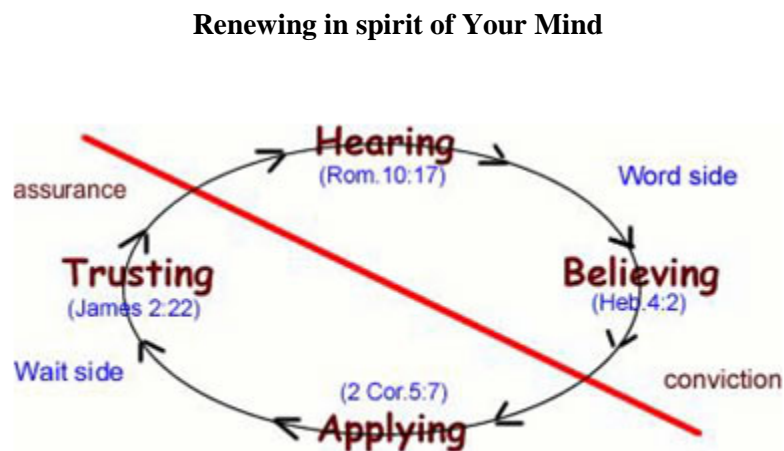 Renewing in spirit of Your Mind
Hearing
(Rom.10:17)
Word side
assurance
Trusting
(James 2:22)
Believing
(Heb.4:2)
Wait side
(2 Cor.5:7)
conviction
Applying